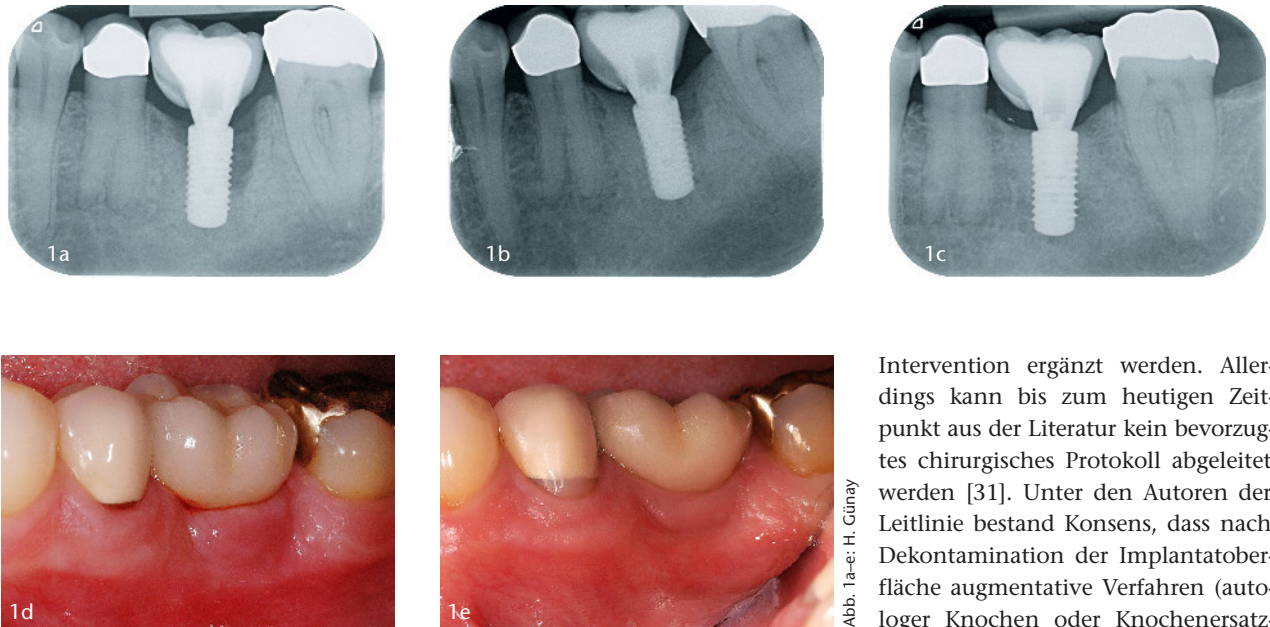 1a
1b
1c
1d
1e
Abb. 1a–e: H. Günay
Intervention ergänzt werden. Aller-
dings kann bis zum heutigen Zeit-
punkt aus der Literatur kein bevorzug-
tes chirurgisches Protokoll abgeleitet
werden [31]. Unter den Autoren der
Leitlinie bestand Konsens, dass nach
Dekontamination der Implantatober-
fläche augmentative Verfahren (auto-
loger Knochen oder Knochenersatz-